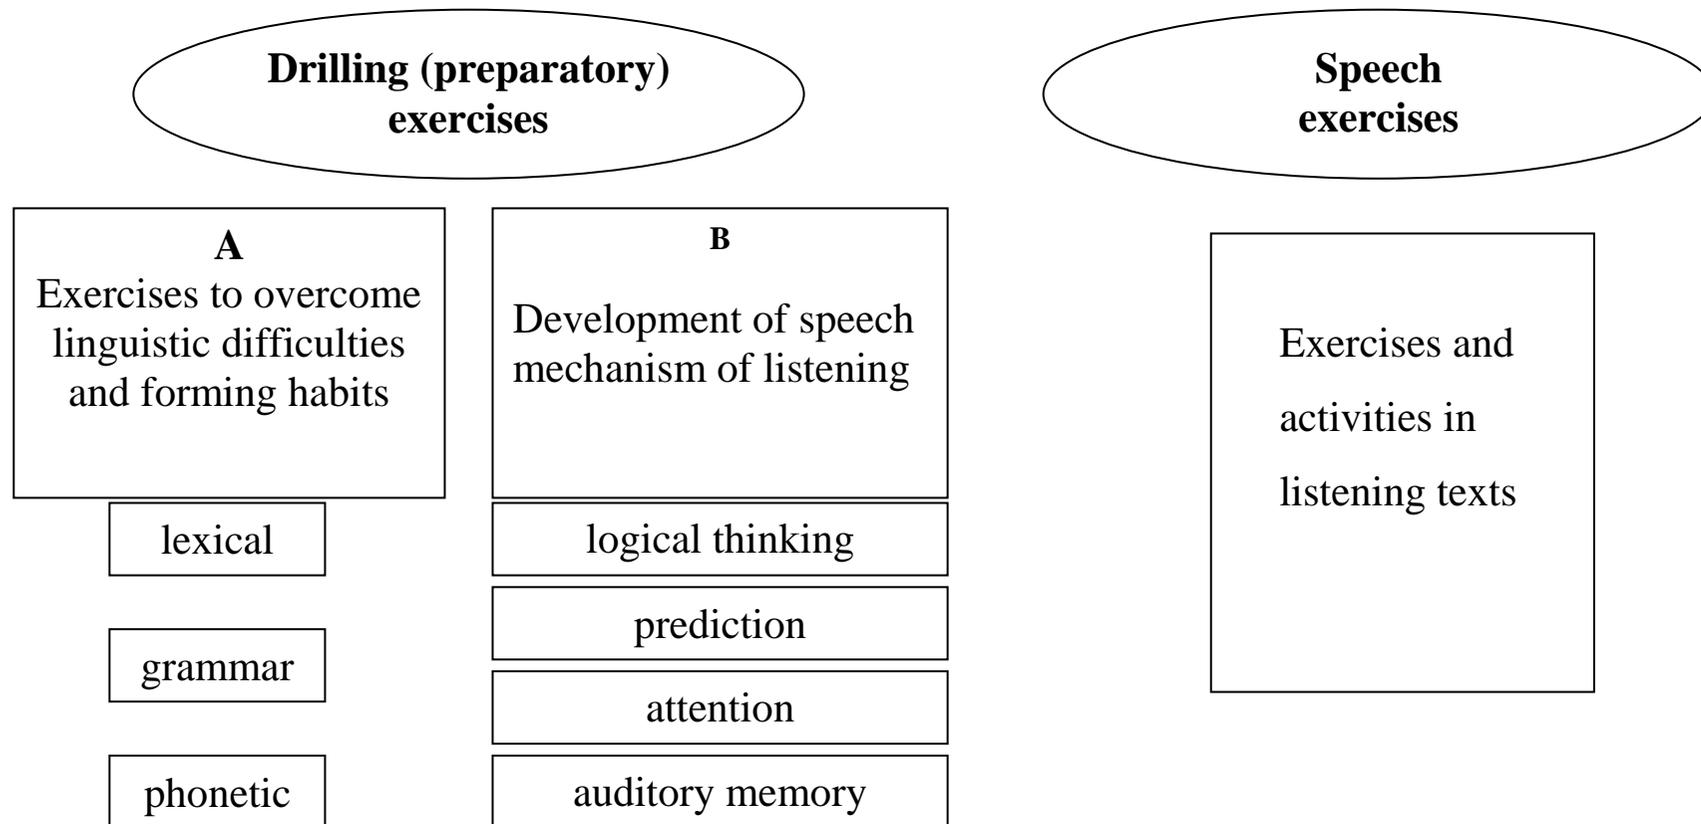 Drilling (preparatory)
exercises
Speech
exercises
A
Exercises to overcome
linguistic difficulties
and forming habits
B
Development of speech
mechanism of listening
Exercises and
activities in
listening texts
lexical
grammar
phonetic
logical thinking
prediction
attention
auditory memory